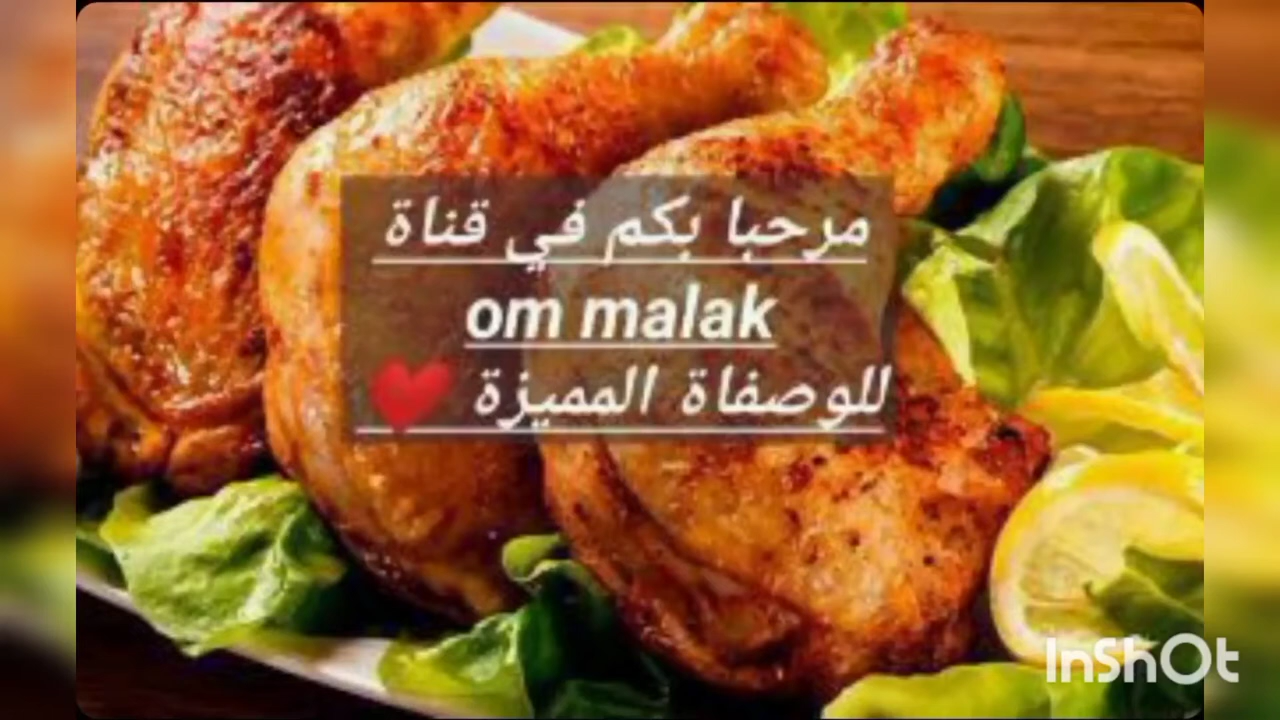 مرحبا بكم في قناة
om malak
للوصفاة المميزة ❤️
InShOt